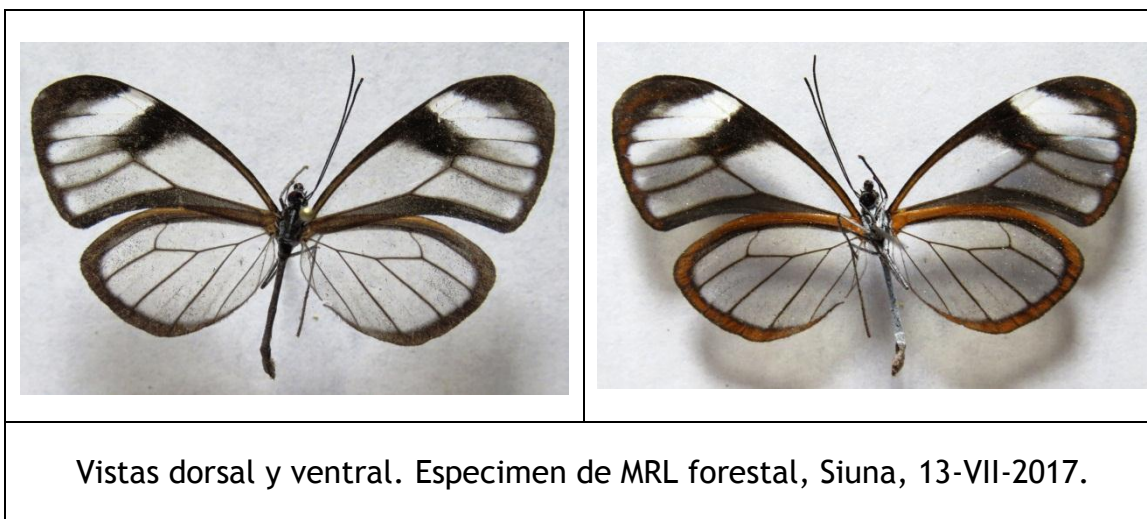 Vistas dorsal y ventral. Especimen de MRL forestal, Siuna, 13-VII-2017.